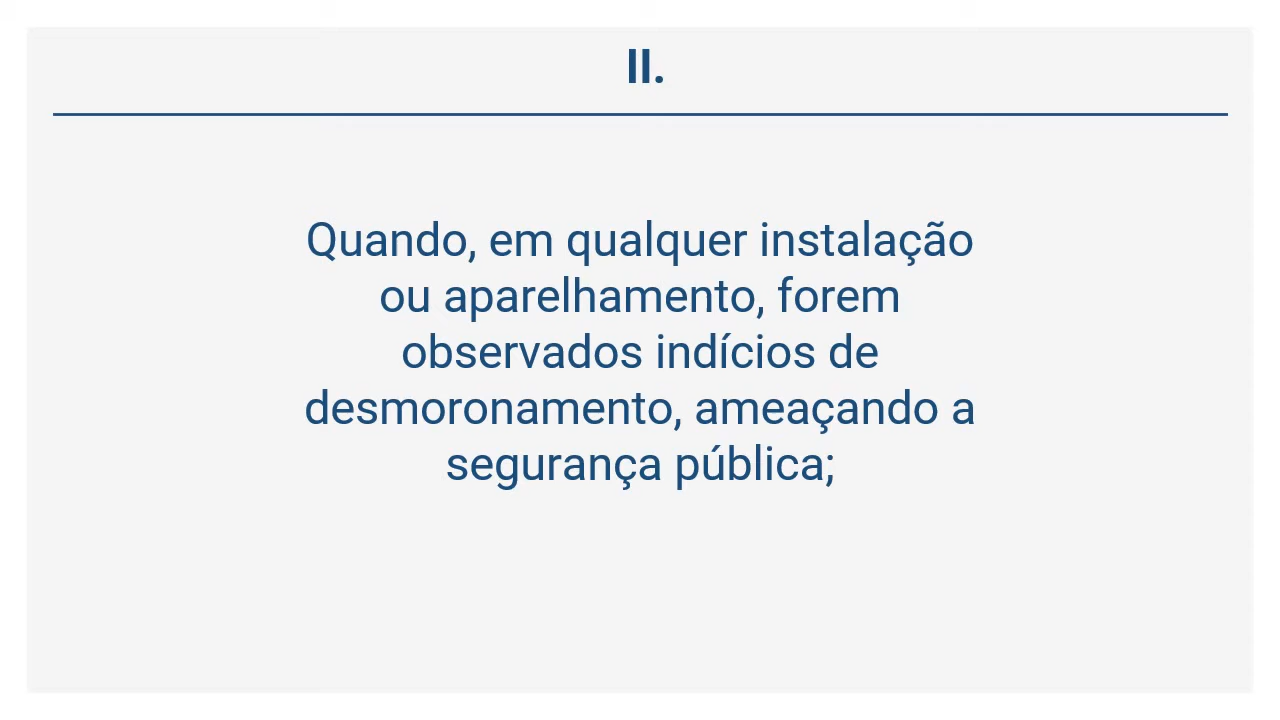 II.
Quando, em qualquer instalação
ou aparelhamento, forem
observados indícios de
desmoronamento, ameaçando a
segurança pública;